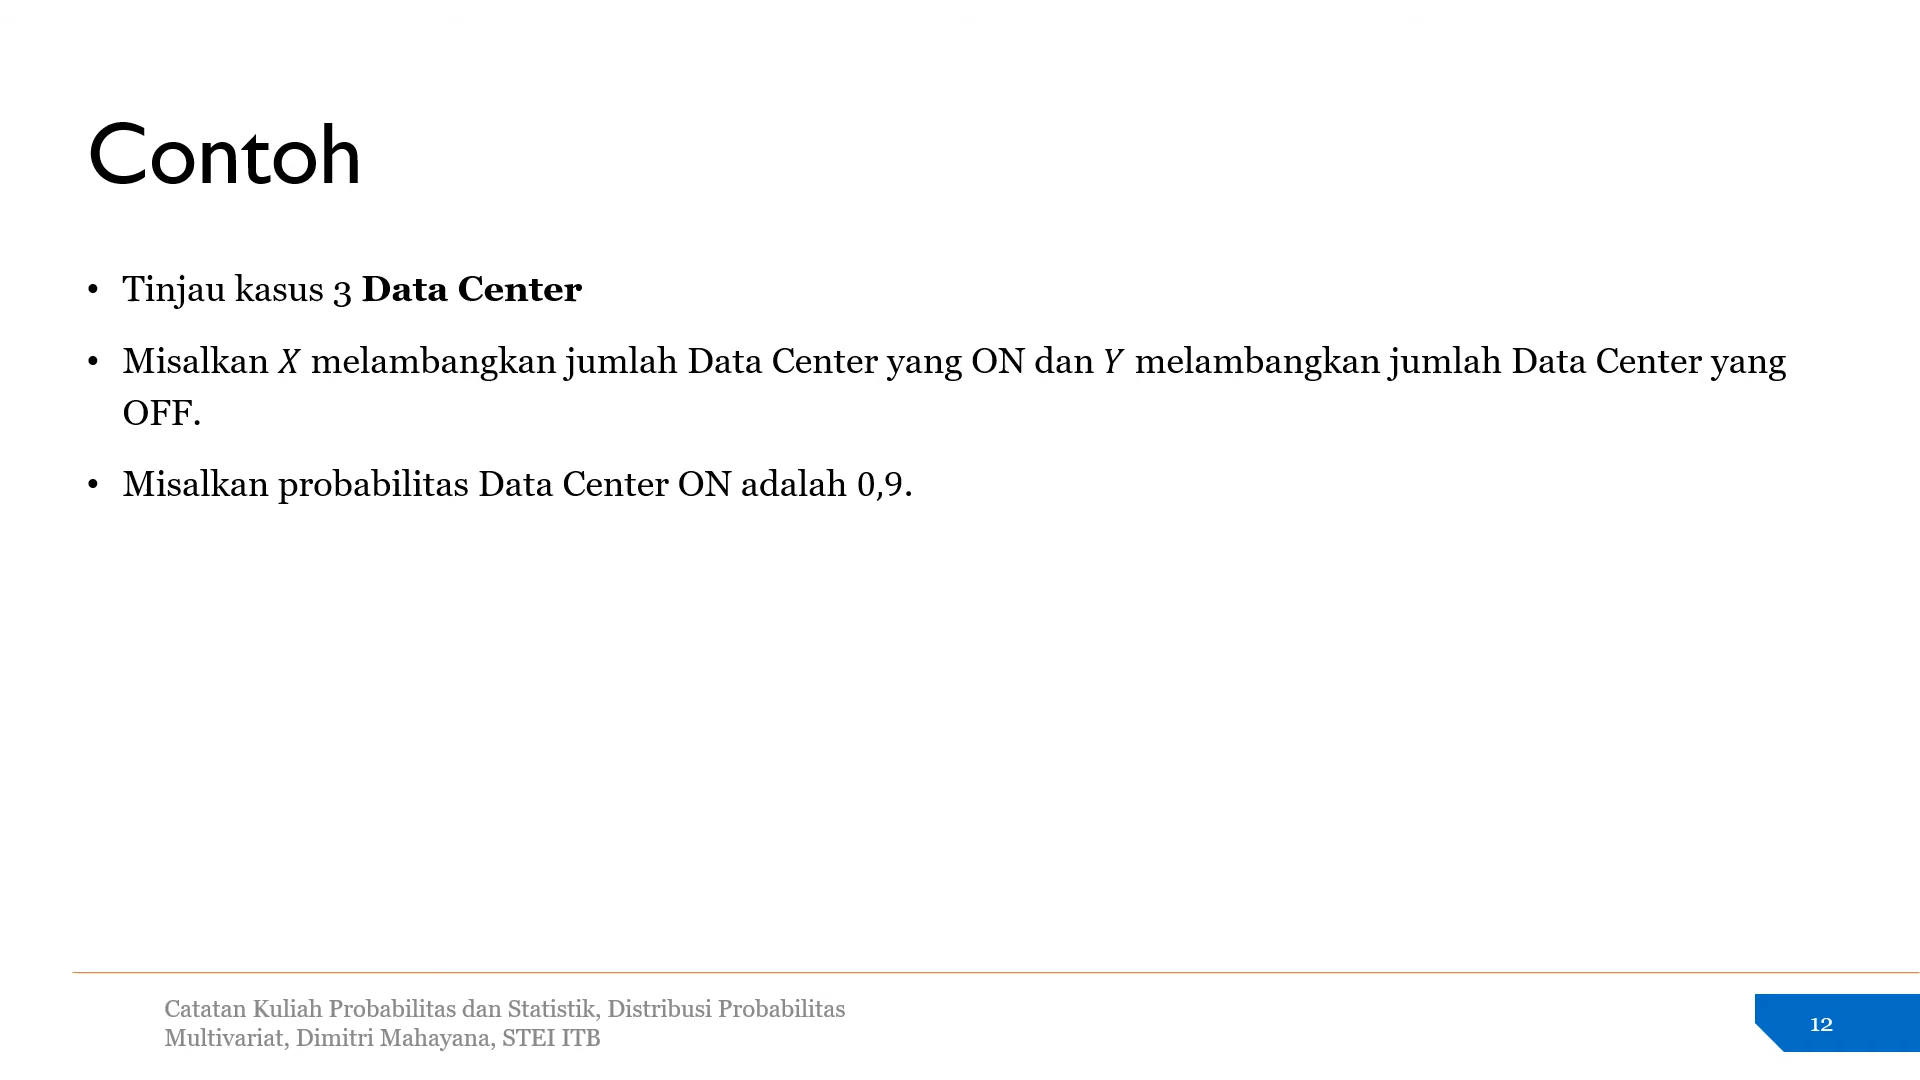 Contoh
• Tinjau kasus 3 Data Center
• Misalkan X melambangkan jumlah Data Center yang ON dan Y melambangkan jumlah Data Center yang
OFF.
• Misalkan probabilitas Data Center ON adalah 0,9.
Catatan Kuliah Probabilitas dan Statistik, Distribusi Probabilitas
Multivariat, Dimitri Mahayana, STEI ITB
12